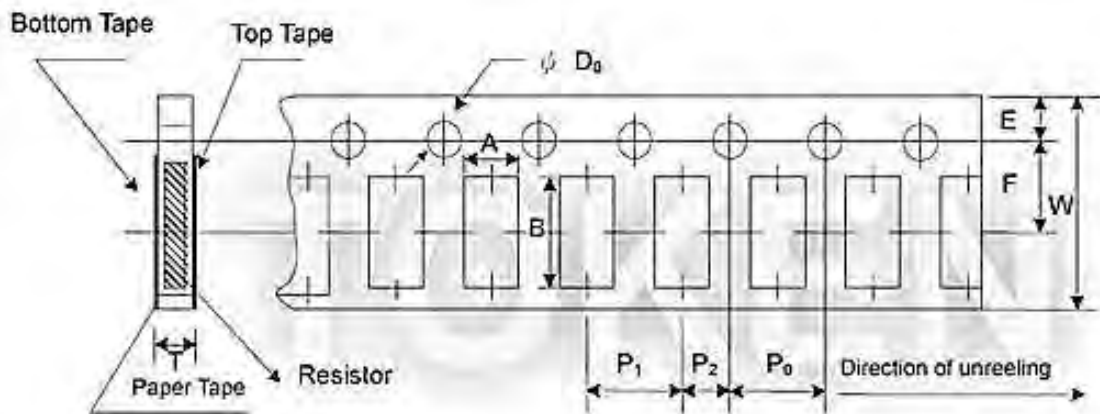 Bottom Tape
Top Tape
ψ D₀
E
A
F
W
B
T
Paper Tape
Resistor
P₁
P₂
P₀
Direction of unreeling